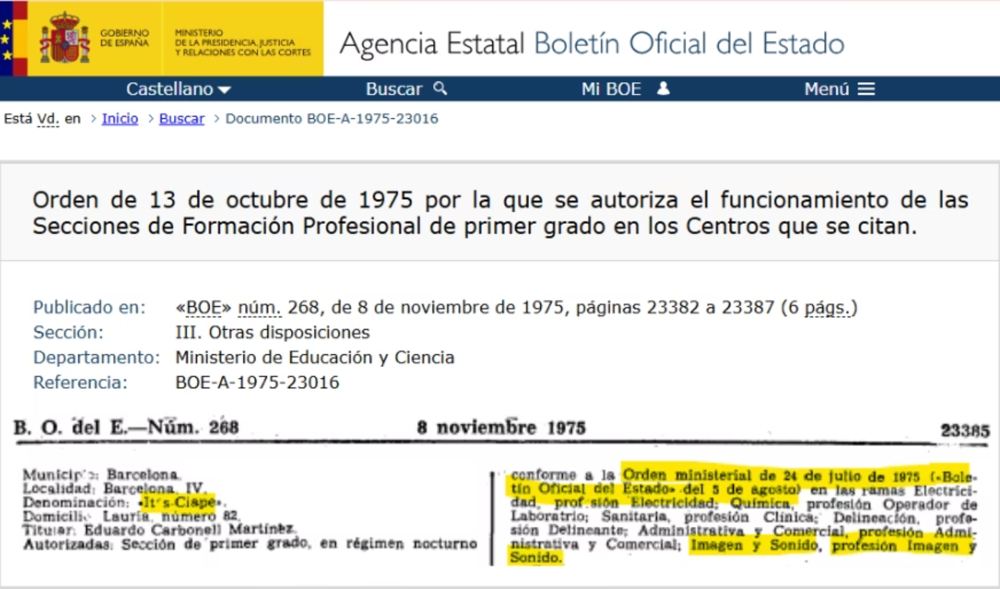 GOBIERNO
DE ESPAÑA
MINISTERIO
DE LA PRESIDENCIA, JUSTICIA
Y RELACIONES CON LAS CORTES
Agencia Estatal Boletín Oficial del Estado
Castellano
Buscar
Mi BOE
Menú
Está Vd. en > Inicio > Buscar > Documento BOE-A-1975-23016
Orden de 13 de octubre de 1975 por la que se autoriza el funcionamiento de las
Secciones de Formación Profesional de primer grado en los Centros que se citan.
Publicado en: «BOE» núm. 268, de 8 de noviembre de 1975, páginas 23382 a 23387 (6 págs.)
Sección: III. Otras disposiciones
Departamento: Ministerio de Educación y Ciencia
Referencia: BOE-A-1975-23016
B. O. del E.—Núm. 268 8 noviembre 1975 23385
Municipio: Barcelona.
Localidad: Barcelona, IV.
Denominación: «It's-Ciape».
Domicilio Lauria, número 82.
Titular: Eduardo Carbonell Martínez.
Autorizadas: Sección de primer grado, en régimen nocturno
conforme a la Orden ministerial de 24 de julio de 1975 («Bole-
tín Oficial del Estado» del 5 de agosto) en las ramas Electrici-
dad, profesión Electricidad; Química, profesión Operador de
Laboratrio; Sanitaria, profesión Clínica; Delineación, profe-
sión Delineante; Administrativa y Comercial, profesión Admi-
nistrativa y Comercial; Imagen y Sonido, profesión Imagen y
Sonido.